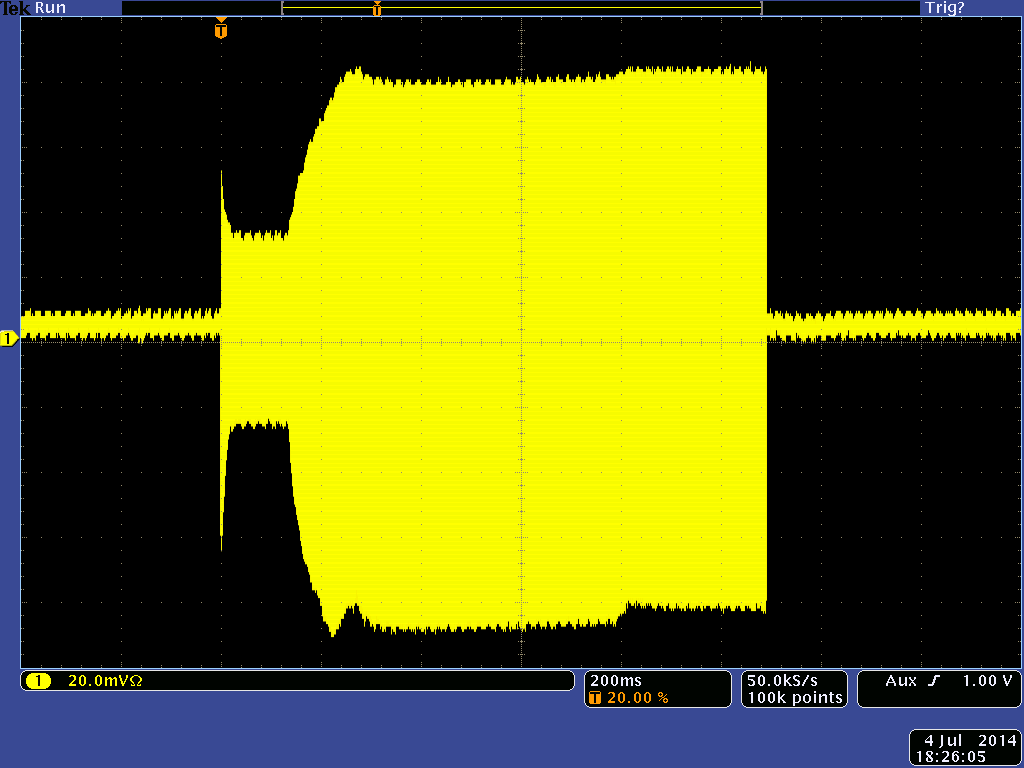 Tek Run Trig?
T
T
1
1 20.0mVΩ
200ms
T 20.00 %
50.0kS/s
100k points
Aux ƒ 1.00 V
4 Jul 2014
18:26:05